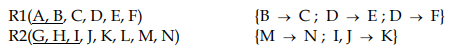 R1(A, B, C, D, E, F) {B → C ; D → E ; D → F}
R2(G, H, I, J, K, L, M, N) {M → N ; I, J → K}